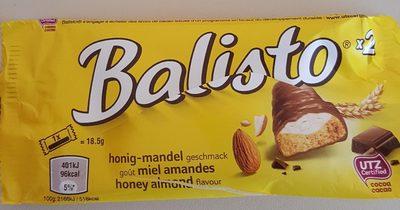 Balisto® x2
1x
= 18.5g
401kJ
96kcal
5%*
honig-mandel geschmack
goût miel amandes
honey almond flavour
UTZ
Certified
cocoa
cacao